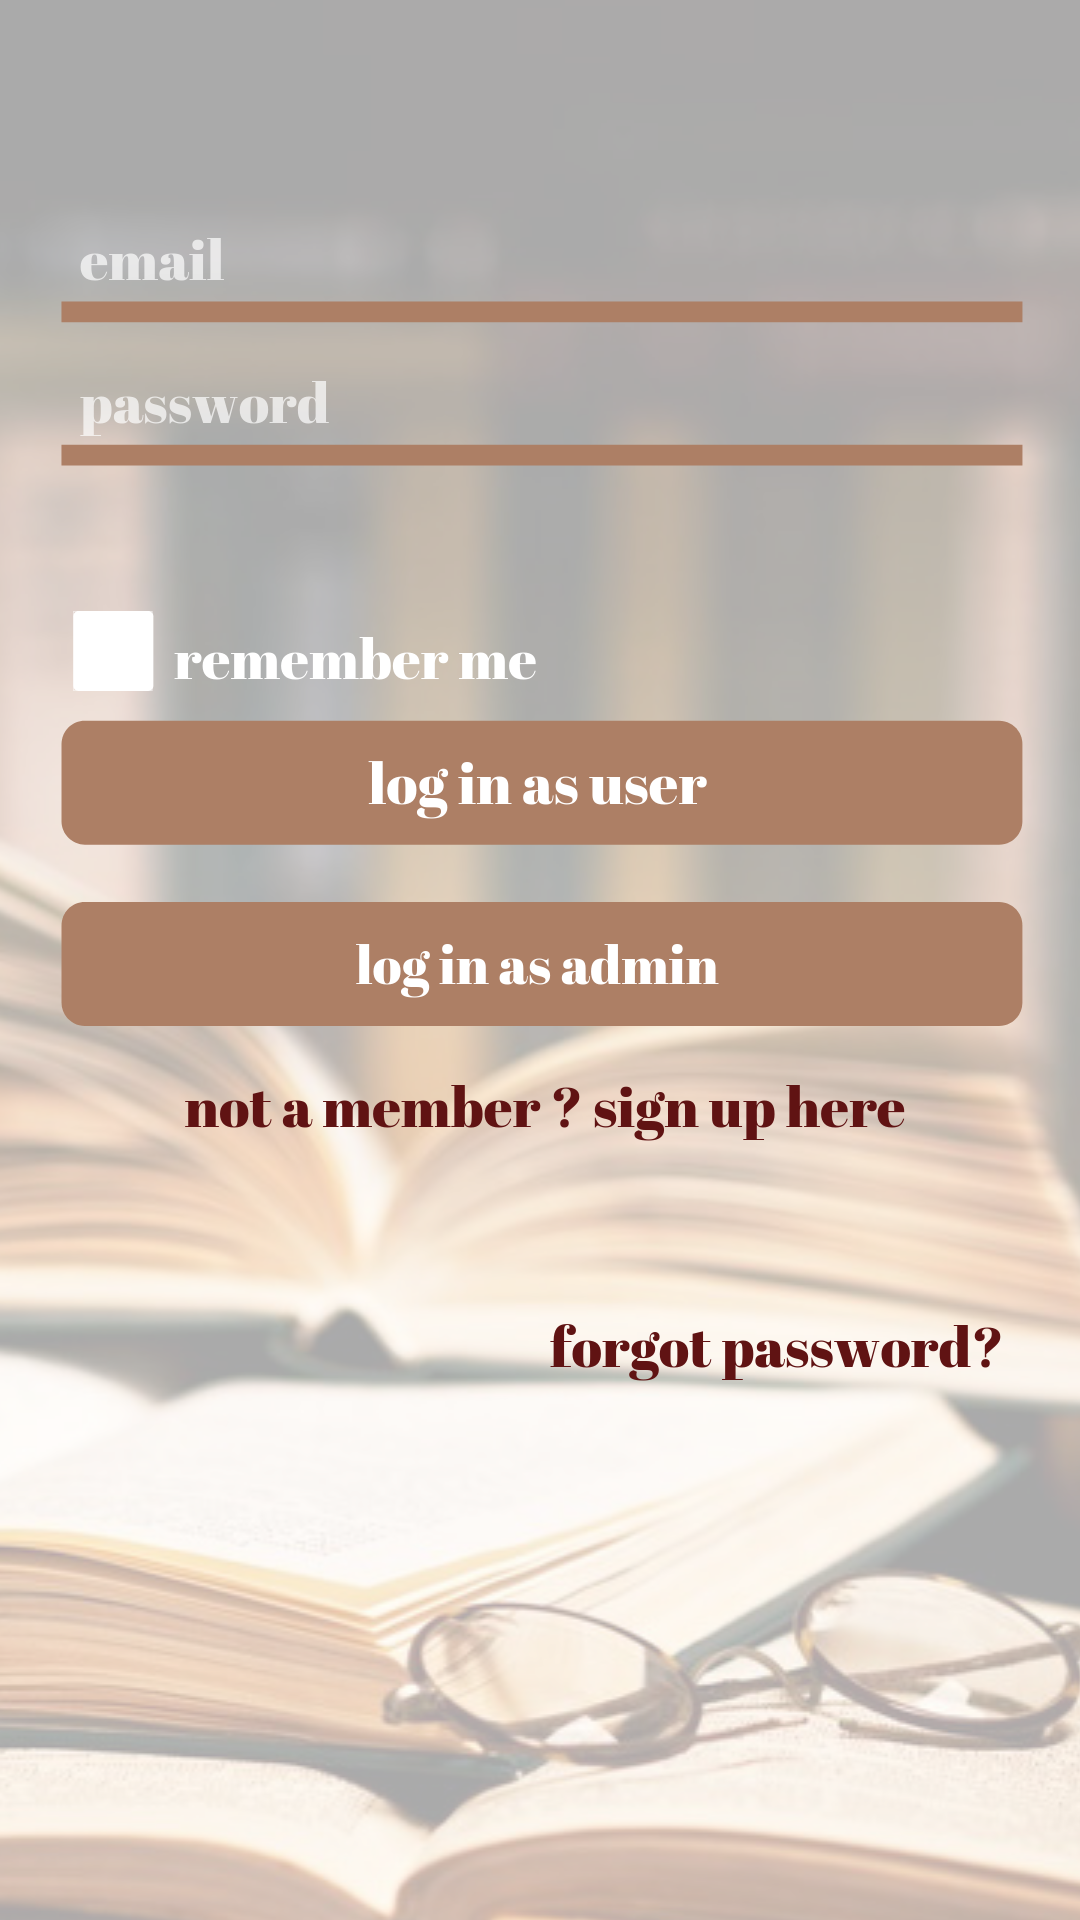 email
password
remember me
log in as user
log in as admin
not a member ? sign up here
forgot password?